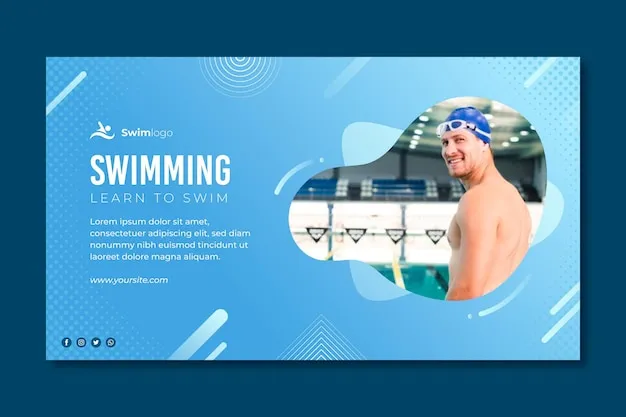 Swimlogo
SWIMMING
LEARN TO SWIM
Lorem ipsum dolor sit amet,
consectetuer adipiscing elit,
sed diam nonummy nibh
euismod tincidunt ut laoreet
dolore magna aliquam
www.yoursite.com